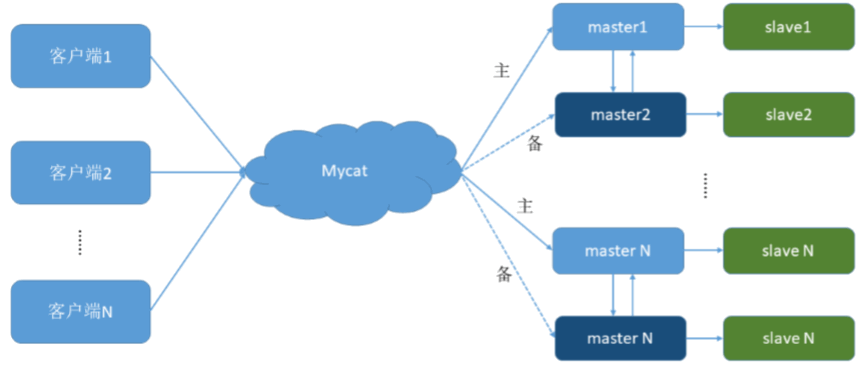 客户端1
客户端2
客户端N
Mycat
主
备
主
备
master1
slave1
master2
slave2
master N
slave N
master N
slave N